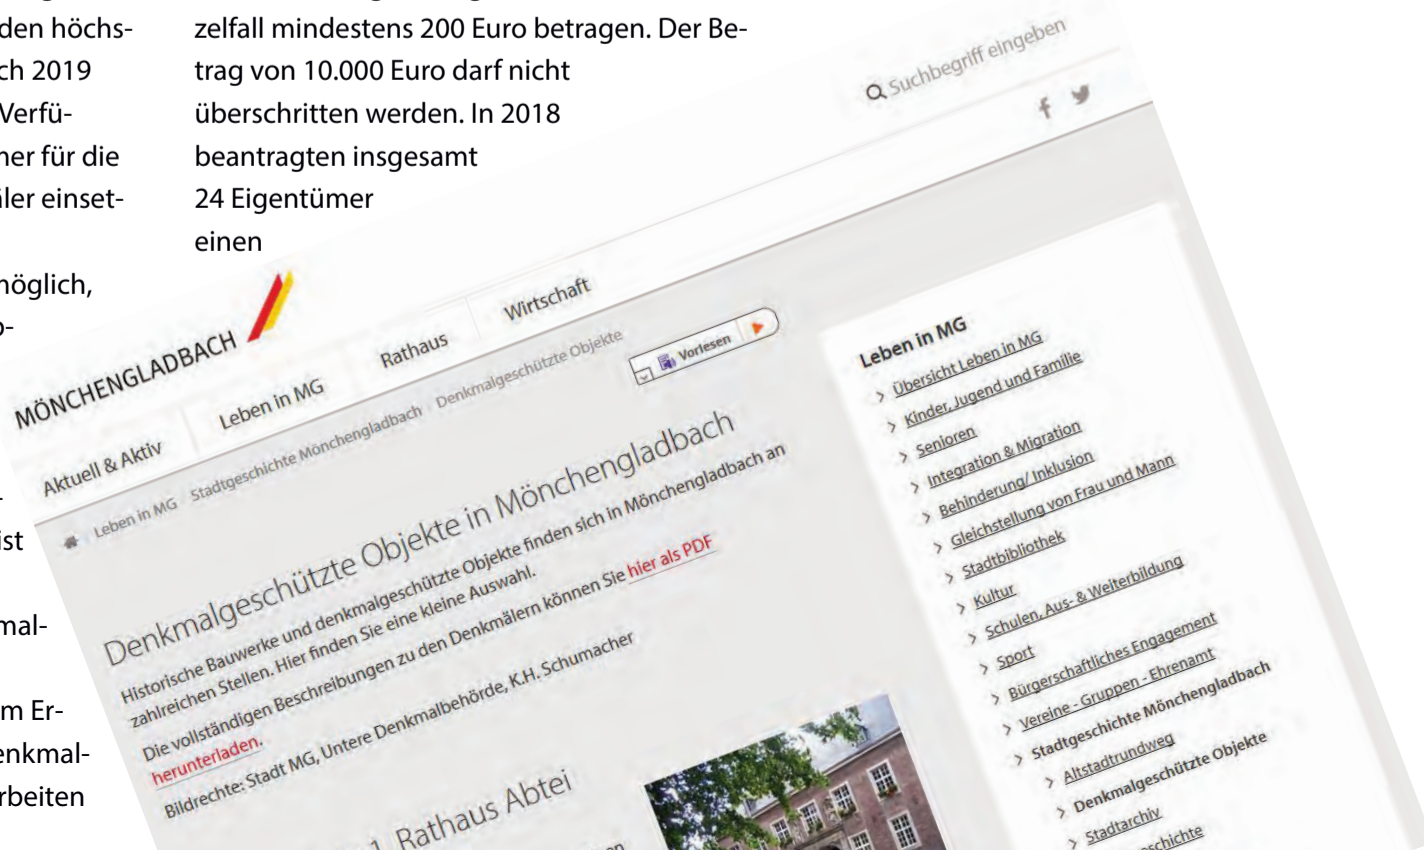 den höchs-
ch 2019
Verfü-
ner für die
ler einset-
möglich,
o-
-
ist
mal-
m Er-
enkmal-
rbeiten
zelfall mindestens 200 Euro betragen. Der Be-
trag von 10.000 Euro darf nicht
überschritten werden. In 2018
beantragten insgesamt
24 Eigentümer
einen
Suchbegriff eingeben
MÖNCHENGLADBACH
Aktuell & Aktiv
Leben in MG
Rathaus
Wirtschaft
Leben in MG / Stadtgeschichte Mönchengladbach / Denkmalgeschützte Objekte
Vorlesen
Denkmalgeschützte Objekte in Mönchengladbach
Historische Bauwerke und denkmalgeschützte Objekte finden sich in Mönchengladbach an
zahlreichen Stellen. Hier finden Sie eine kleine Auswahl.
Die vollständigen Beschreibungen zu den Denkmälern können Sie hier als PDF
herunterladen.
Bildrechte: Stadt MG, Untere Denkmalbehörde, K.H. Schumacher
1 Rathaus Abtei
en
Leben in MG
Übersicht Leben in MG
Kinder, Jugend und Familie
Senioren
Integration & Migration
Behinderung/ Inklusion
Gleichstellung von Frau und Mann
Stadtbibliothek
Kultur
Schulen, Aus- & Weiterbildung
Sport
Bürgerschaftliches Engagement
Vereine - Gruppen - Ehrenamt
Stadtgeschichte Mönchengladbach
Altstadtrundweg
Denkmalgeschützte Objekte
Stadtarchiv
schichte